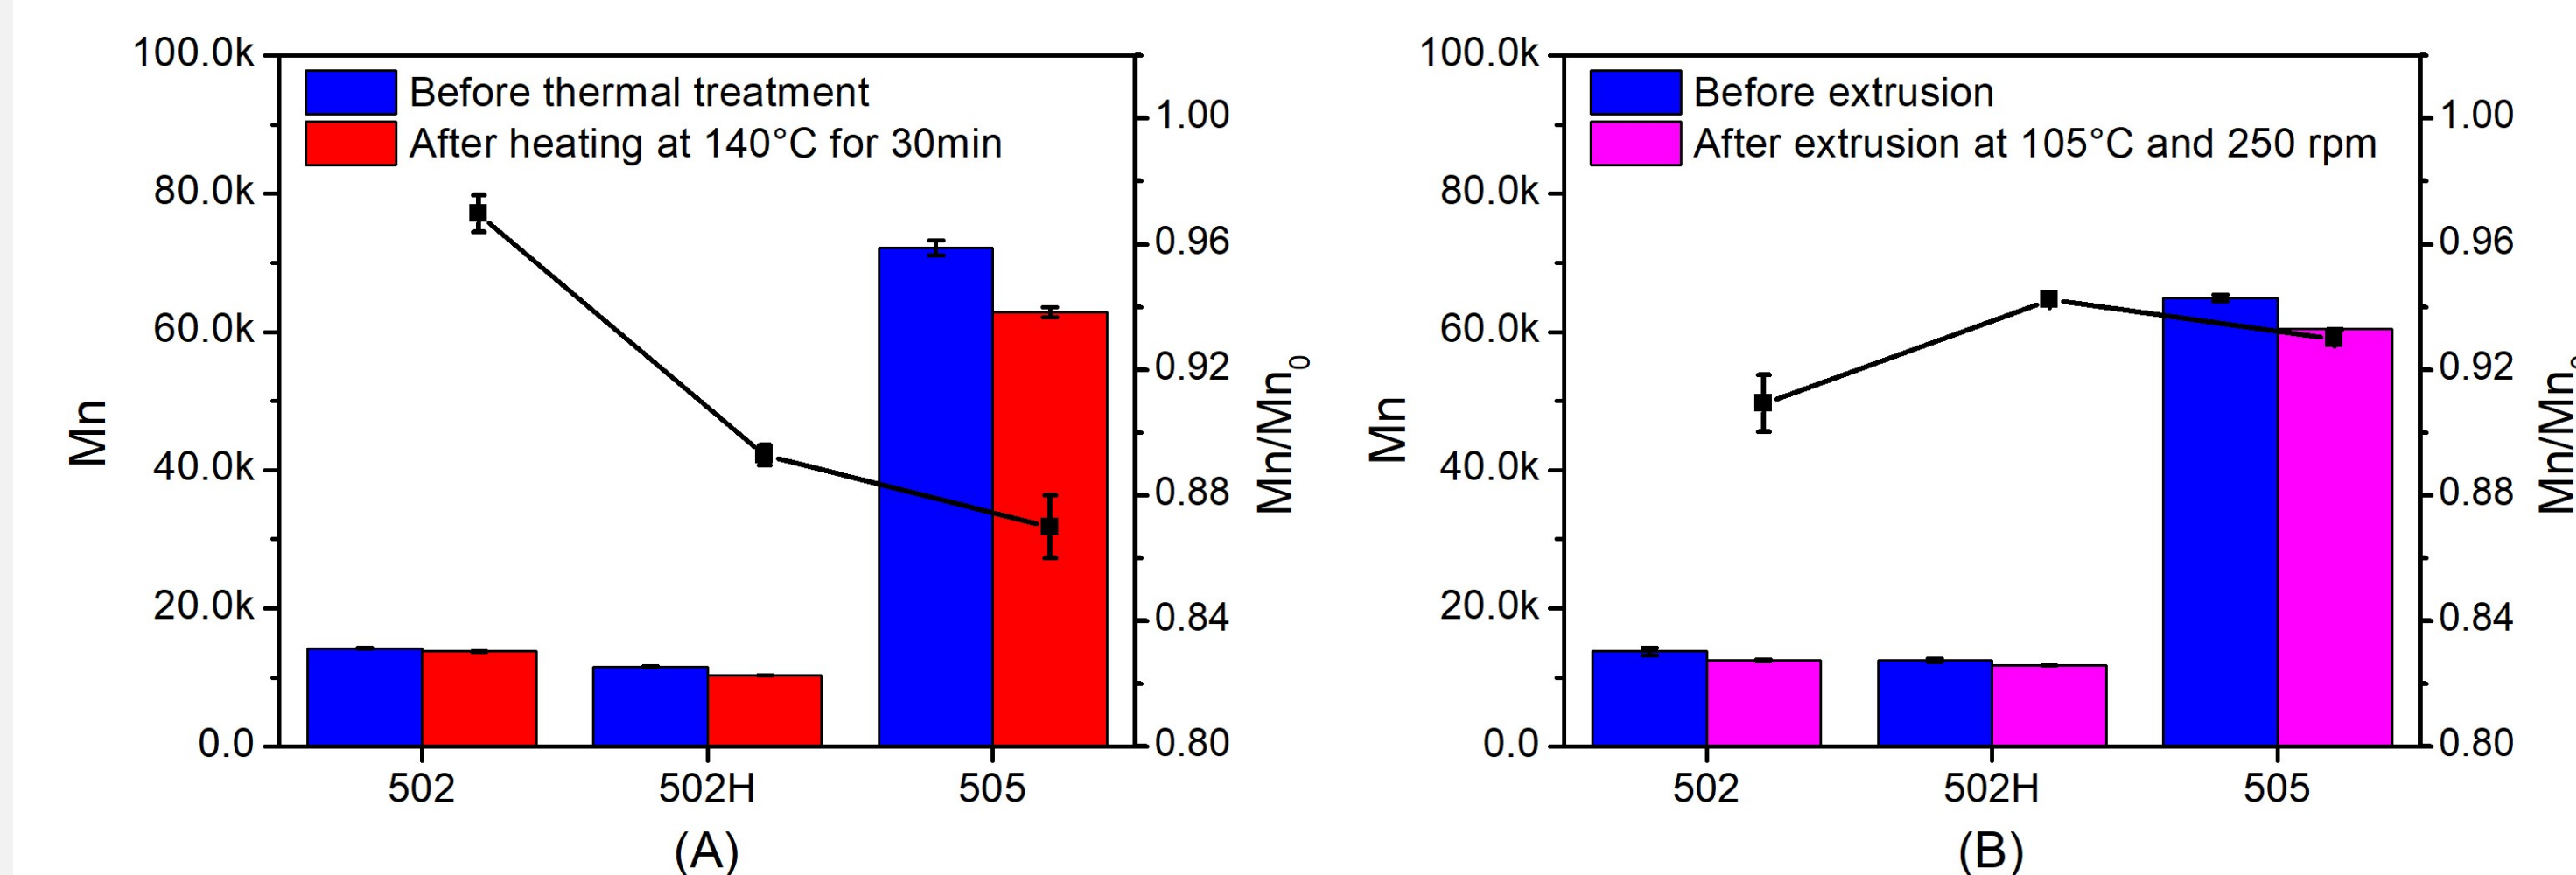 100.0k
80.0k
60.0k
40.0k
20.0k
0.0
Mn
Before thermal treatment
After heating at 140°C for 30min
1.00
0.96
0.92
0.88
0.84
0.80
Mn/Mn₀
502 502H 505
(A)
100.0k
80.0k
60.0k
40.0k
20.0k
0.0
Mn
Before extrusion
After extrusion at 105°C and 250 rpm
1.00
0.96
0.92
0.88
0.84
0.80
Mn/Mn₀
502 502H 505
(B)